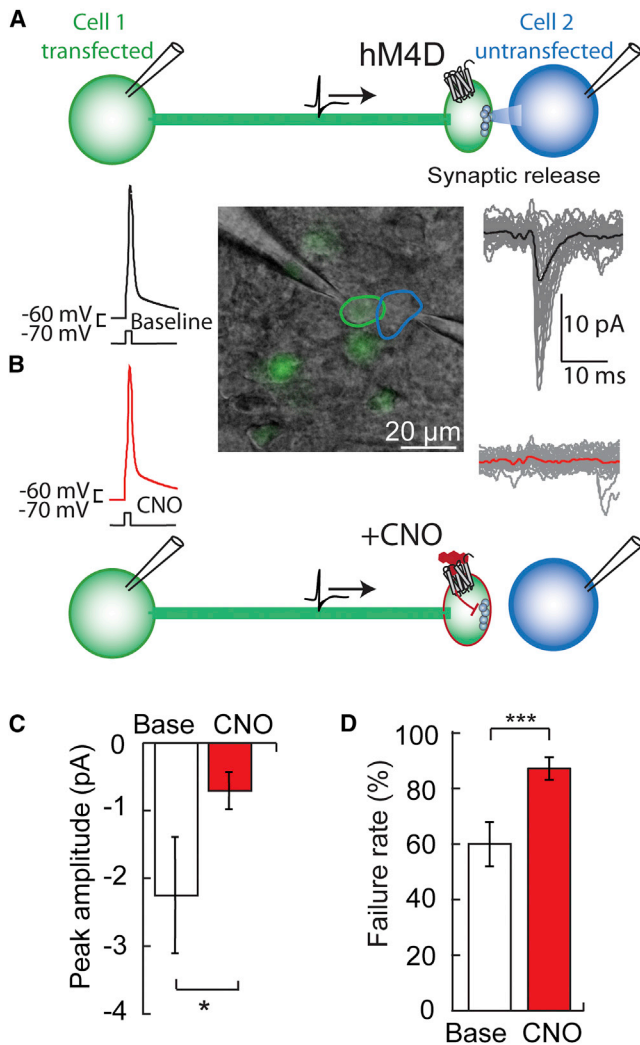 A
Cell 1
transfected
hM4D
Cell 2
untransfected
Synaptic release
-60 mV
-70 mV
Baseline
10 pA
10 ms
B
-60 mV
-70 mV
CNO
20 µm
+CNO
C
Base CNO
Peak amplitude (pA)
0
-1
-2
-3
-4
*
D
Failure rate (%)
100
80
60
40
20
0
***
Base CNO